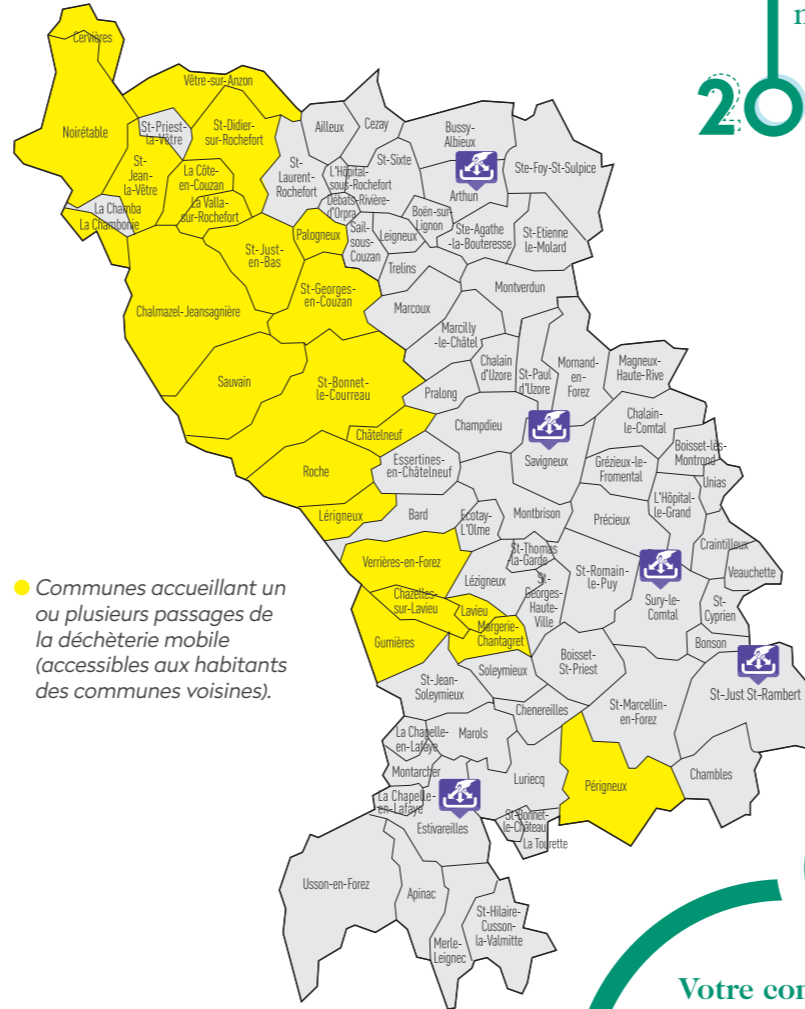 n
20
Cervières
Vêtre-sur-Anzon
Noirétable
St-Priest-
la-Vêtre
St-Didier-
sur-Rochefort
Ailleux
Cezay
Bussy-
Albieux
St-
Jean-
la-Vêtre
La Côte-
en-Couzan
St-
Laurent-
Rochefort
L'Hôpital-
sous-Rochefort
St-Sixte
Arthun
Ste-Foy-St-Sulpice
La Chamba
La Chambonie
La Valla-
sur-Rochefort
Débats-Rivière-
d'Orpra
Boën-sur-
Lignon
Ste-Agathe
-la-Bouteresse
St-Etienne
le-Molard
Palogneux
Sail-
sous-
Couzan
Leigneux
Trelins
St-Just-
en-Bas
St-Georges-
en-Couzan
Montverdun
Chalmazel-Jeansagnière
Marcoux
Marcilly
-le-Châtel
Sauvain
St-Bonnet-
le-Courreau
Pralong
Chalain
d'Uzore
St-Paul
d'Uzore
Mornand-
en-
Forez
Magneux-
Haute-Rive
Châtelneuf
Champdieu
Chalain-
le-Comtal
Roche
Essertines-
en-Châtelneuf
Savigneux
Grézieux-le-
Fromental
Boisset-lès-
Montrond
Unias
Lérigneux
Bard
Ecotay-
L'Olme
Montbrison
Précieux
L'Hôpital-
le-Grand
Craintilleux
Verrières-en-Forez
Lézigneux
St-Thomas
-la-Garde
St-
Georges-
Haute-
Ville
St-Romain-
le-Puy
Sury-le-
Comtal
Veauchette
St-
Cyprien
Chazelles-
sur-Lavieu
Lavieu
Margerie-
Chantagret
Gumières
Bonson
Soleymieux
Boisset-
St-Priest
St-Just St-Rambert
St-Jean-
Soleymieux
Chenereilles
St-Marcellin-
en-Forez
La Chapelle-
en-Lafaye
Marols
Montarcher
Luriecq
Périgneux
Chambles
La Chapelle-
en-Lafaye
Estivareilles
St-Bonnet-
le-Château
La Tourette
Usson-en-Forez
Apinac
Merle-
Leignec
St-Hilaire-
Cusson-
la-Valmitte
Communes accueillant un
ou plusieurs passages de
la déchèterie mobile
(accessibles aux habitants
des communes voisines).
Votre con